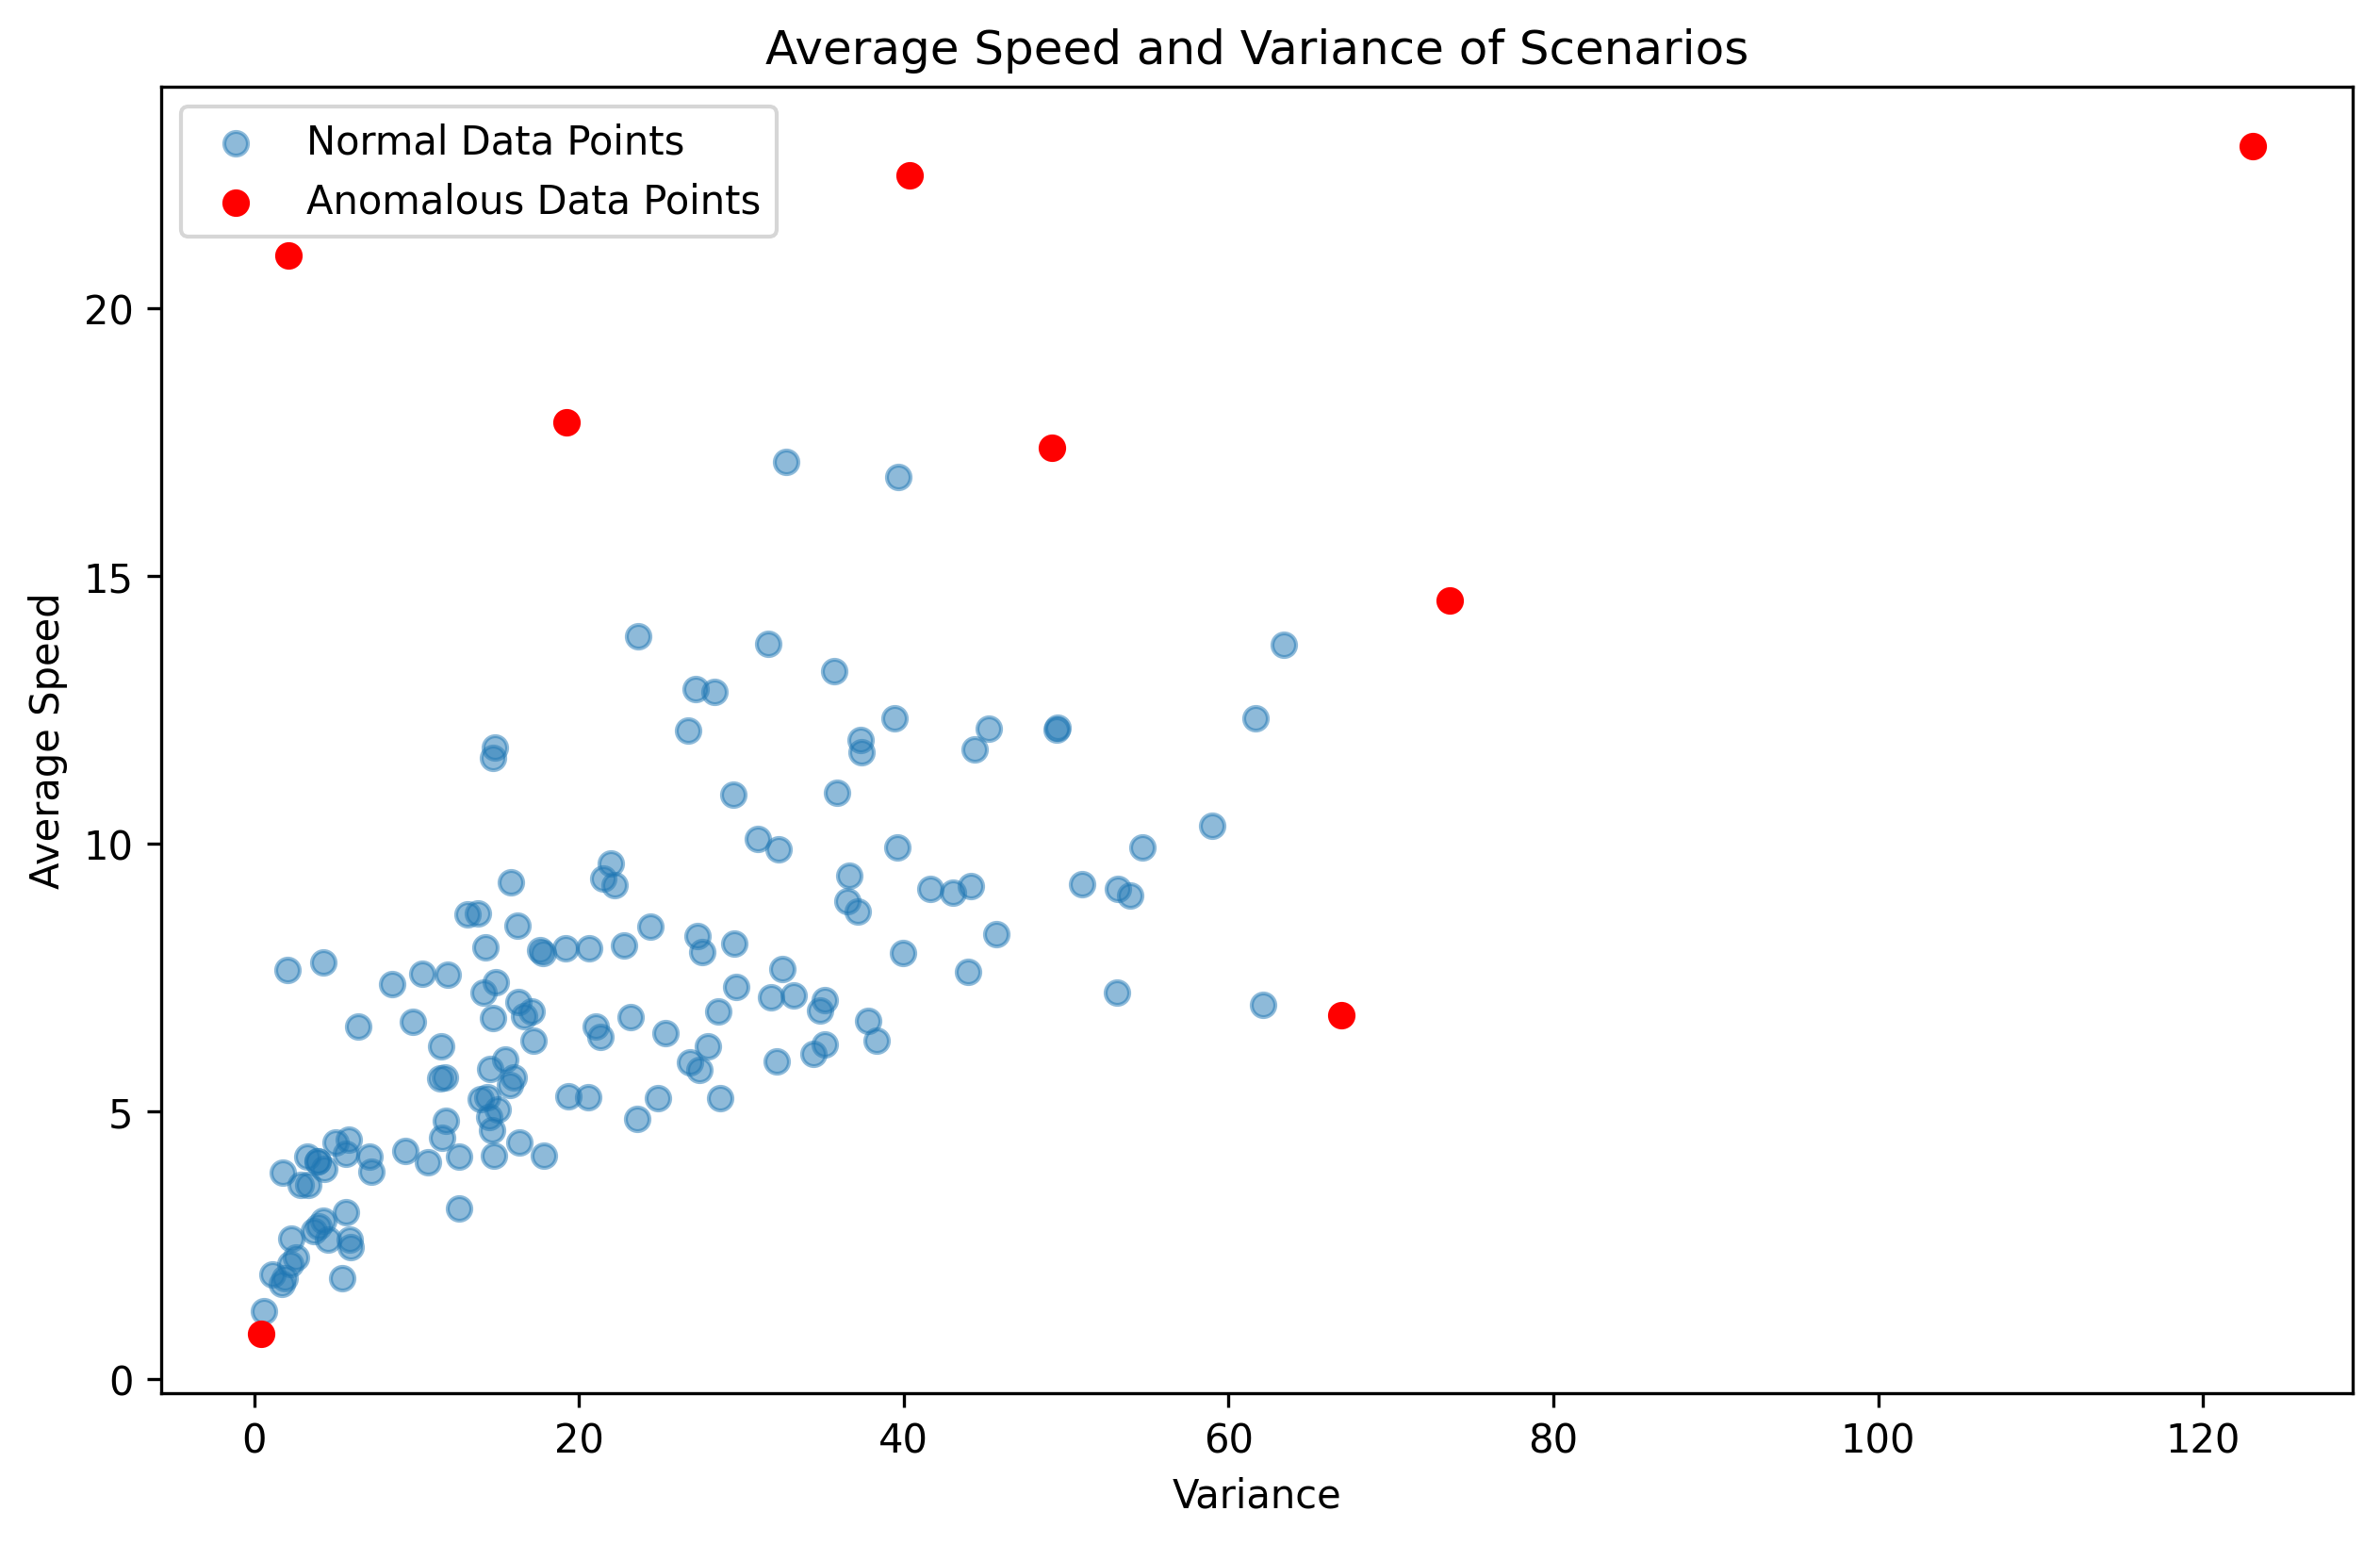 Average Speed and Variance of Scenarios
Normal Data Points
Anomalous Data Points
Average Speed
20
15
10
5
0
0 20 40 60 80 100 120
Variance